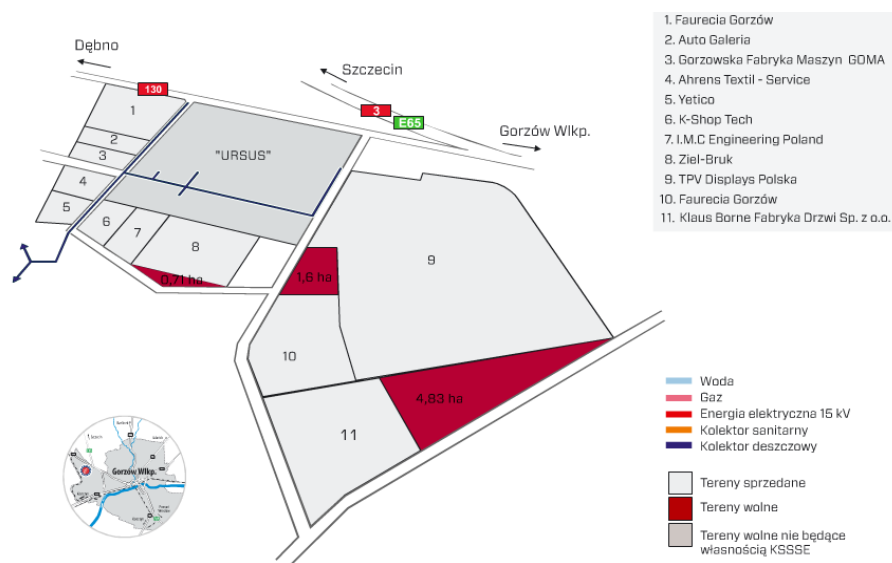 1. Faurecia Gorzów
2. Auto Galeria
3. Gorzowska Fabryka Maszyn GOMA
4. Ahrens Textil - Service
5. Yetico
6. K-Shop Tech
7. I.M.C Engineering Poland
8. Ziel-Bruk
9. TPV Displays Polska
10. Faurecia Gorzów
11. Klaus Borne Fabryka Drzwi Sp. z o.o.
Dębno
Szczecin
130
3
E65
Gorzów Wlkp.
1
2
3
4
5
"URSUS"
6
7
8
0,71 ha
1,6 ha
9
10
4,83 ha
11
Gorzów Wlkp.
Woda
Gaz
Energia elektryczna 15 kV
Kolektor sanitarny
Kolektor deszczowy
Tereny sprzedane
Tereny wolne
Tereny wolne nie będące
własnością KSSSE